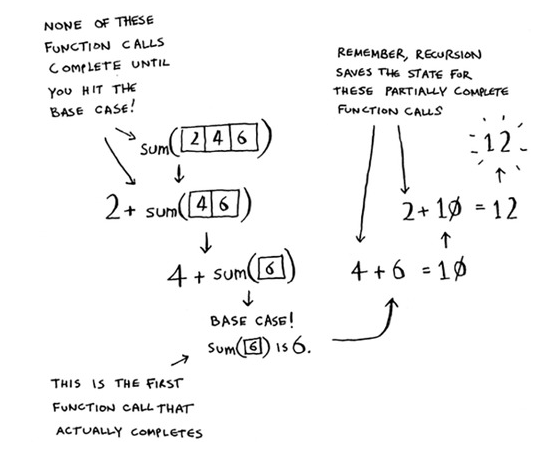 NONE OF THESE
FUNCTION CALLS
COMPLETE UNTIL
YOU HIT THE
BASE CASE!
REMEMBER, RECURSION
SAVES THE STATE FOR
THESE PARTIALLY COMPLETE
FUNCTION CALLS
sum([2|4|6])
2 + sum([4|6])
4 + sum([6])
BASE CASE!
sum([6]) IS 6.
THIS IS THE FIRST
FUNCTION CALL THAT
ACTUALLY COMPLETES
4 + 6 = 10
2 + 10 = 12
12